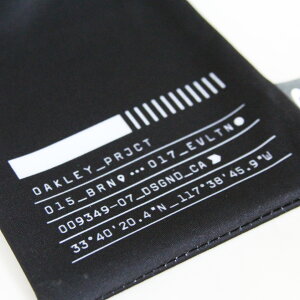 OAKLEY_PRJCT
015_BRN ••• 017_EVLTN
009349-07_DSGND_CA
33°40'20.4"N_117°38'45.9"W